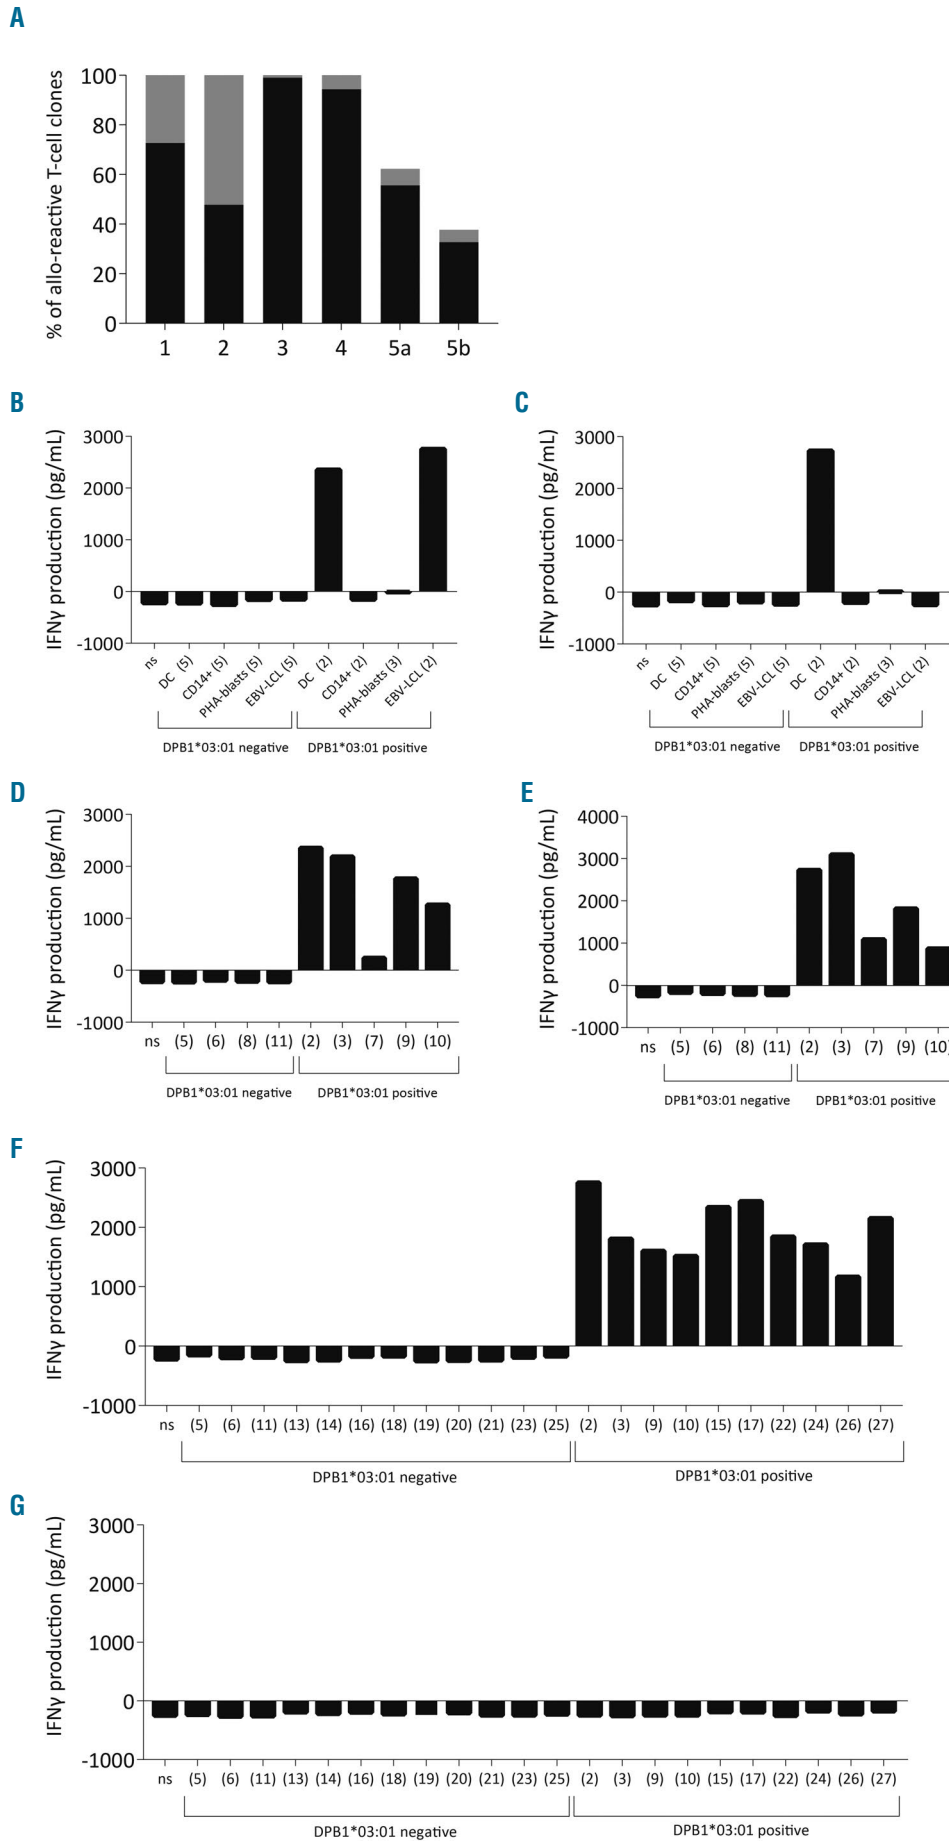 A
% of allo-reactive T-cell clones
100
80
60
40
20
0
1 2 3 4 5a 5b
B
IFNγ production (pg/mL)
3000
2000
1000
0
-1000
ns DC (5) CD14+ (5) PHA-blasts (5) EBV-LCL (5) DC (2) CD14+ (2) PHA-blasts (3) EBV-LCL (2)
DPB1*03:01 negative DPB1*03:01 positive
C
IFNγ production (pg/mL)
3000
2000
1000
0
-1000
ns DC (5) CD14+ (5) PHA-blasts (5) EBV-LCL (5) DC (2) CD14+ (2) PHA-blasts (3) EBV-LCL (2)
DPB1*03:01 negative DPB1*03:01 positive
D
IFNγ production (pg/mL)
3000
2000
1000
0
-1000
ns (5) (6) (8) (11) (2) (3) (7) (9) (10)
DPB1*03:01 negative DPB1*03:01 positive
E
IFNγ production (pg/mL)
4000
3000
2000
1000
0
-1000
ns (5) (6) (8) (11) (2) (3) (7) (9) (10)
DPB1*03:01 negative DPB1*03:01 positive
F
IFNγ production (pg/mL)
3000
2000
1000
0
-1000
ns (5) (6) (11) (13) (14) (16) (18) (19) (20) (21) (23) (25) (2) (3) (9) (10) (15) (17) (22) (24) (26) (27)
DPB1*03:01 negative DPB1*03:01 positive
G
IFNγ production (pg/mL)
3000
2000
1000
0
-1000
ns (5) (6) (11) (13) (14) (16) (18) (19) (20) (21) (23) (25) (2) (3) (9) (10) (15) (17) (22) (24) (26) (27)
DPB1*03:01 negative DPB1*03:01 positive